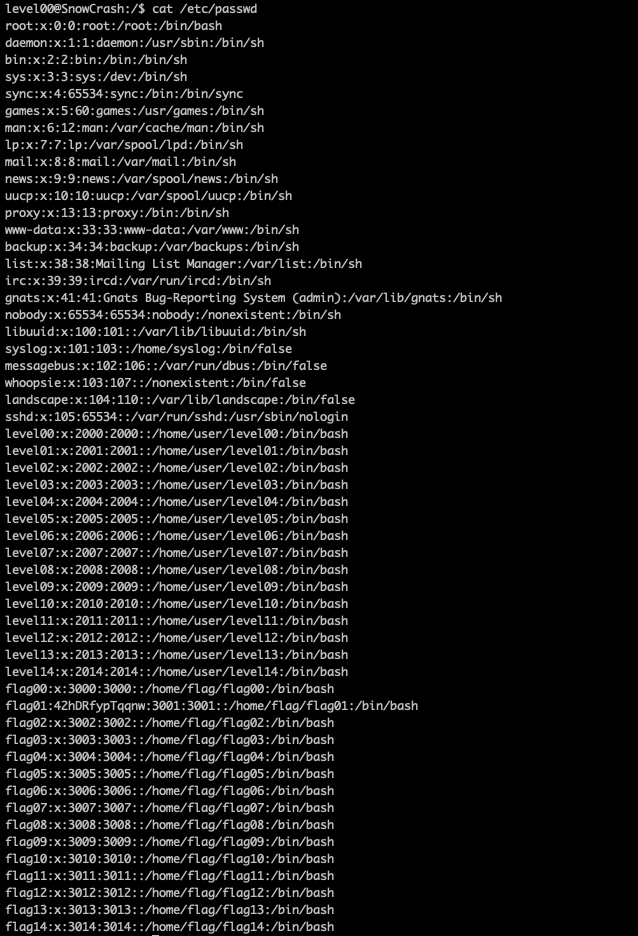 level00@SnowCrash:/$ cat /etc/passwd
root:x:0:0:root:/root:/bin/bash
daemon:x:1:1:daemon:/usr/sbin:/bin/sh
bin:x:2:2:bin:/bin:/bin/sh
sys:x:3:3:sys:/dev:/bin/sh
sync:x:4:65534:sync:/bin:/bin/sync
games:x:5:60:games:/usr/games:/bin/sh
man:x:6:12:man:/var/cache/man:/bin/sh
lp:x:7:7:lp:/var/spool/lpd:/bin/sh
mail:x:8:8:mail:/var/mail:/bin/sh
news:x:9:9:news:/var/spool/news:/bin/sh
uucp:x:10:10:uucp:/var/spool/uucp:/bin/sh
proxy:x:13:13:proxy:/bin:/bin/sh
www-data:x:33:33:www-data:/var/www:/bin/sh
backup:x:34:34:backup:/var/backups:/bin/sh
list:x:38:38:Mailing List Manager:/var/list:/bin/sh
irc:x:39:39:ircd:/var/run/ircd:/bin/sh
gnats:x:41:41:Gnats Bug-Reporting System (admin):/var/lib/gnats:/bin/sh
nobody:x:65534:65534:nobody:/nonexistent:/bin/sh
libuuid:x:100:101::/var/lib/libuuid:/bin/sh
syslog:x:101:103::/home/syslog:/bin/false
messagebus:x:102:106::/var/run/dbus:/bin/false
whoopsie:x:103:107::/nonexistent:/bin/false
landscape:x:104:110::/var/lib/landscape:/bin/false
sshd:x:105:65534::/var/run/sshd:/usr/sbin/nologin
level00:x:2000:2000::/home/user/level00:/bin/bash
level01:x:2001:2001::/home/user/level01:/bin/bash
level02:x:2002:2002::/home/user/level02:/bin/bash
level03:x:2003:2003::/home/user/level03:/bin/bash
level04:x:2004:2004::/home/user/level04:/bin/bash
level05:x:2005:2005::/home/user/level05:/bin/bash
level06:x:2006:2006::/home/user/level06:/bin/bash
level07:x:2007:2007::/home/user/level07:/bin/bash
level08:x:2008:2008::/home/user/level08:/bin/bash
level09:x:2009:2009::/home/user/level09:/bin/bash
level10:x:2010:2010::/home/user/level10:/bin/bash
level11:x:2011:2011::/home/user/level11:/bin/bash
level12:x:2012:2012::/home/user/level12:/bin/bash
level13:x:2013:2013::/home/user/level13:/bin/bash
level14:x:2014:2014::/home/user/level14:/bin/bash
flag00:x:3000:3000::/home/flag/flag00:/bin/bash
flag01:42hDRfypTqqnw:3001:3001::/home/flag/flag01:/bin/bash
flag02:x:3002:3002::/home/flag/flag02:/bin/bash
flag03:x:3003:3003::/home/flag/flag03:/bin/bash
flag04:x:3004:3004::/home/flag/flag04:/bin/bash
flag05:x:3005:3005::/home/flag/flag05:/bin/bash
flag06:x:3006:3006::/home/flag/flag06:/bin/bash
flag07:x:3007:3007::/home/flag/flag07:/bin/bash
flag08:x:3008:3008::/home/flag/flag08:/bin/bash
flag09:x:3009:3009::/home/flag/flag09:/bin/bash
flag10:x:3010:3010::/home/flag/flag10:/bin/bash
flag11:x:3011:3011::/home/flag/flag11:/bin/bash
flag12:x:3012:3012::/home/flag/flag12:/bin/bash
flag13:x:3013:3013::/home/flag/flag13:/bin/bash
flag14:x:3014:3014::/home/flag/flag14:/bin/bash